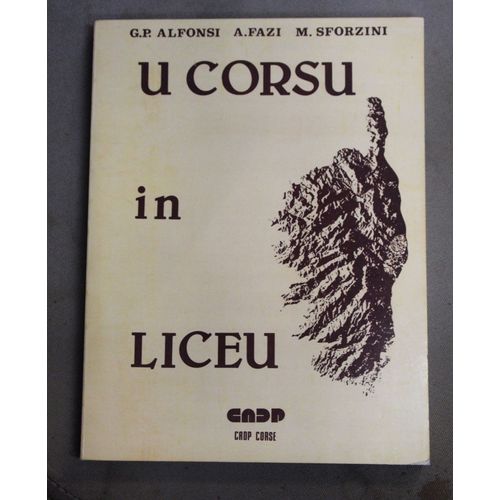 G.P. ALFONSI A. FAZI M. SFORZINI
U CORSU
in
LICEU
CRDP
CRDP CORSE